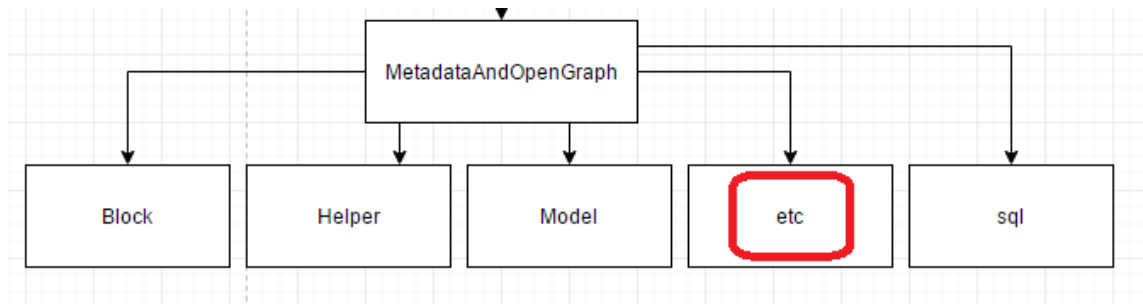 MetadataAndOpenGraph
Block
Helper
Model
etc
sql